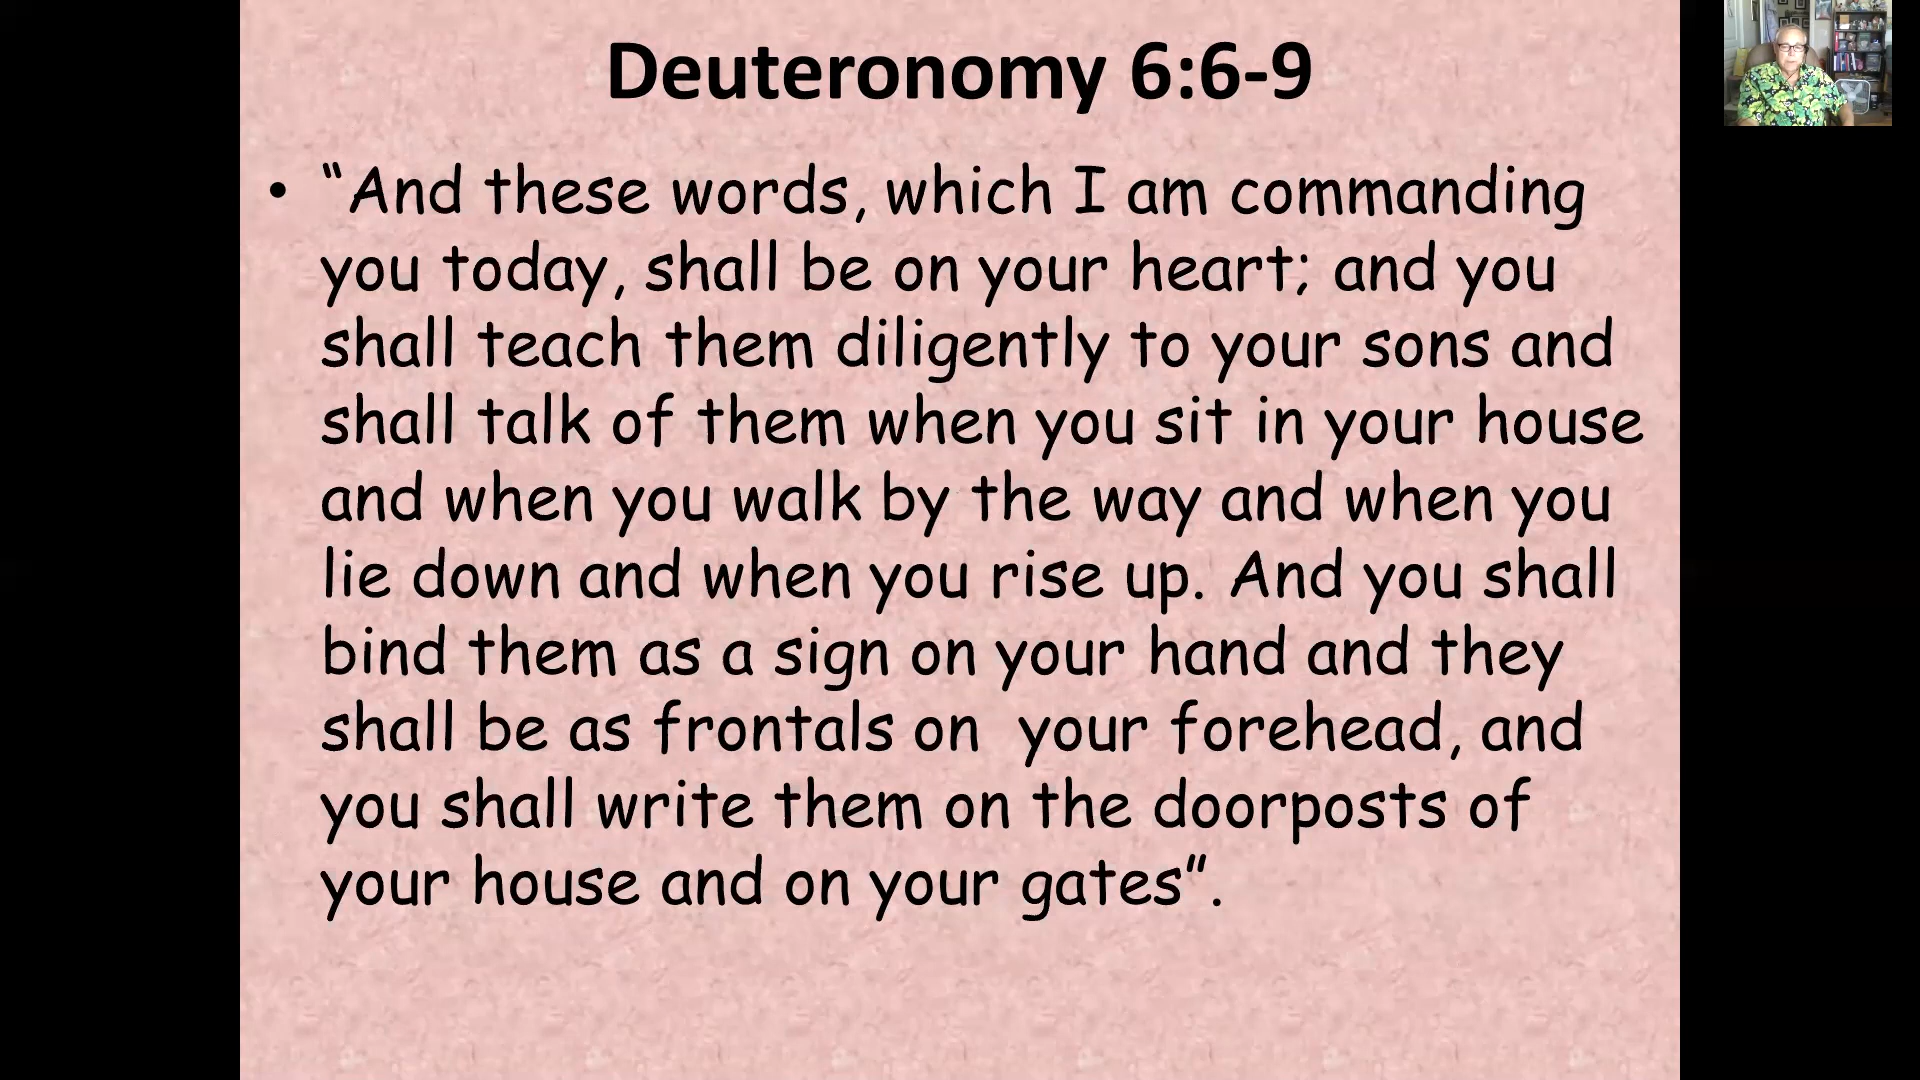 Deuteronomy 6:6-9
• “And these words, which I am commanding
you today, shall be on your heart; and you
shall teach them diligently to your sons and
shall talk of them when you sit in your house
and when you walk by the way and when you
lie down and when you rise up. And you shall
bind them as a sign on your hand and they
shall be as frontals on  your forehead, and
you shall write them on the doorposts of
your house and on your gates”.